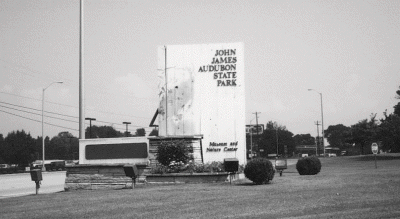 JOHN
JAMES
AUDUBON
STATE
PARK
Museum and
Nature Center